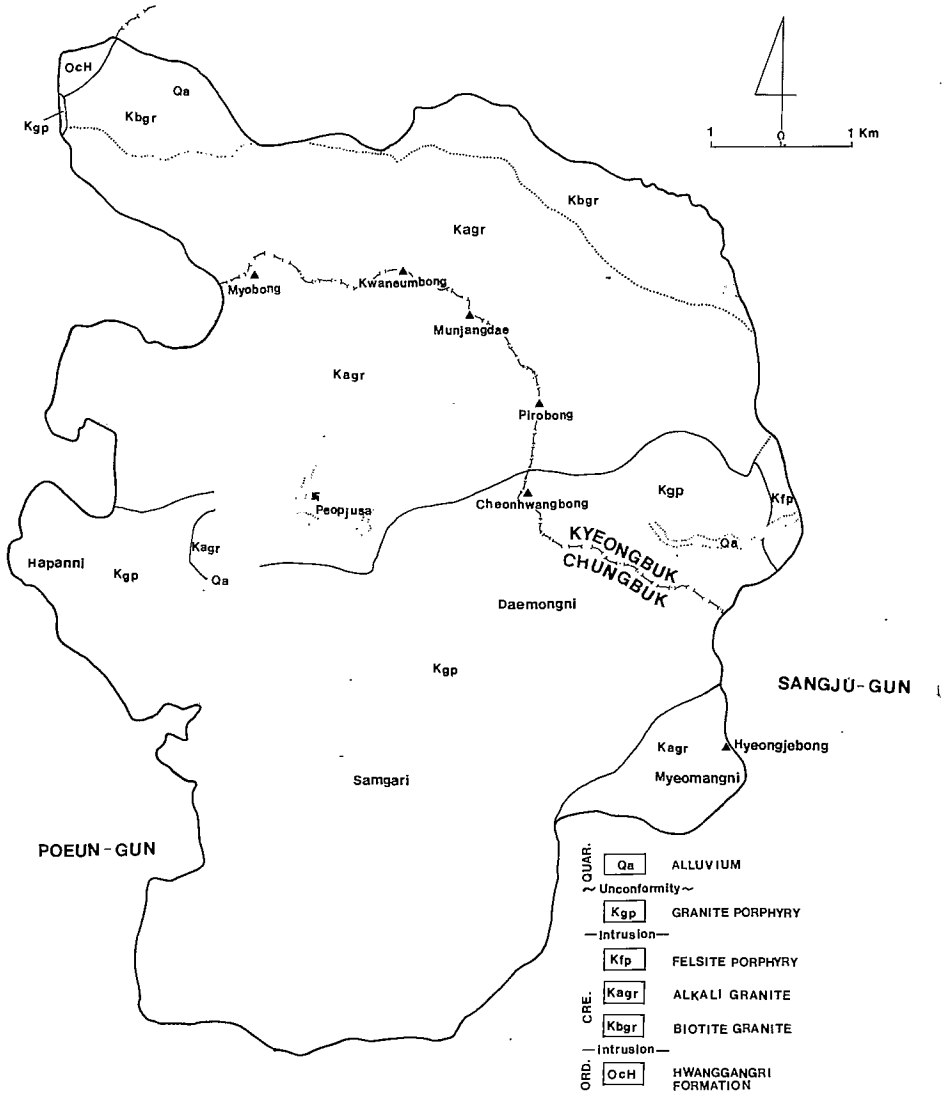 OcH
Qa
Kgp
Kbgr
1 0 1 Km
Kbgr
Kagr
Myobong
Kwaneumbong
Munjangdae
Kagr
Pirobong
Kgp
Kfp
Peopjusa
Cheonhwangbong
Kagr
Qa
KYEONGBUK
Hapanni
Kgp
Qa
CHUNGBUK
Daemongni
Kgp
SANGJU-GUN
Kagr
Hyeongjebong
Samgari
Myeomangni
POEUN-GUN
QUAR.
Qa ALLUVIUM
~ Unconformity ~
Kgp GRANITE PORPHYRY
—Intrusion—
Kfp FELSITE PORPHYRY
CRE.
Kagr ALKALI GRANITE
Kbgr BIOTITE GRANITE
—Intrusion—
ORD.
OcH HWANGGANGRI
FORMATION